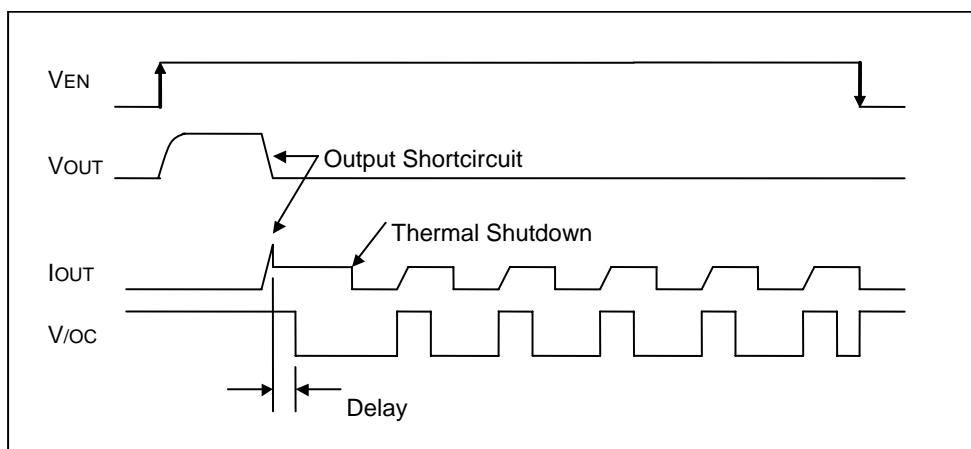 VEN
VOUT
Output Shortcircuit
Thermal Shutdown
IOUT
V/OC
Delay